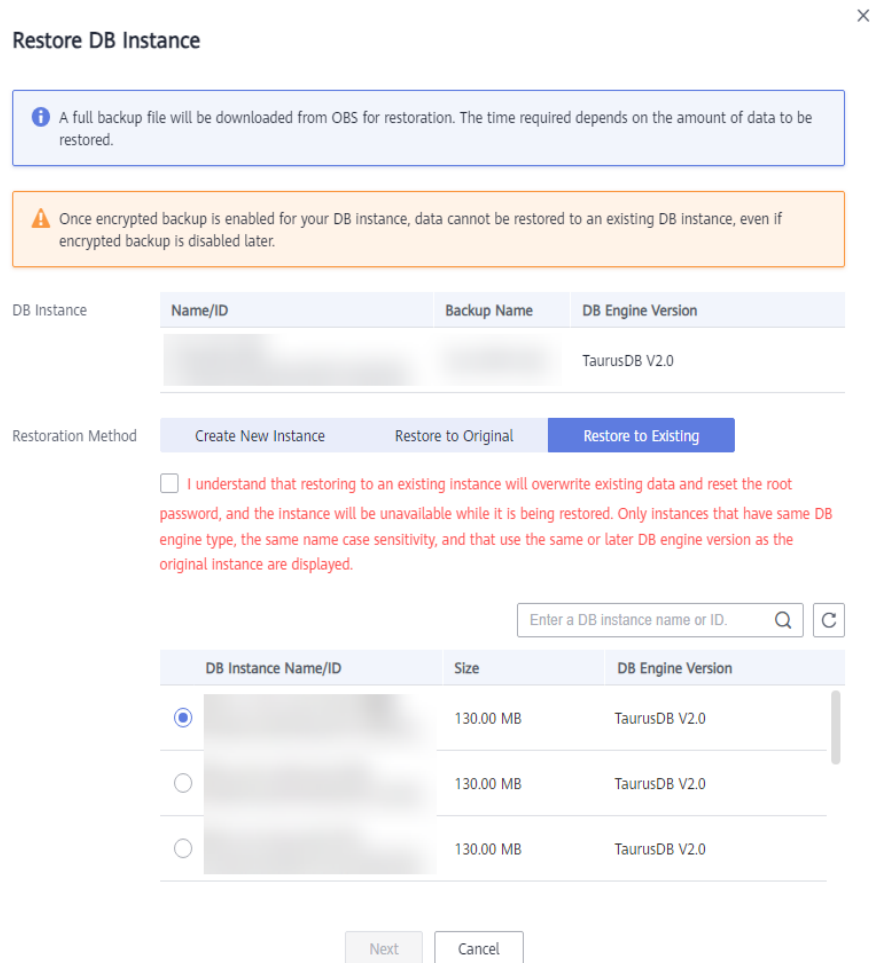 Restore DB Instance
A full backup file will be downloaded from OBS for restoration. The time required depends on the amount of data to be
restored.
Once encrypted backup is enabled for your DB instance, data cannot be restored to an existing DB instance, even if
encrypted backup is disabled later.
DB Instance
Name/ID Backup Name DB Engine Version
TaurusDB V2.0
Restoration Method
Create New Instance Restore to Original Restore to Existing
I understand that restoring to an existing instance will overwrite existing data and reset the root
password, and the instance will be unavailable while it is being restored. Only instances that have same DB
engine type, the same name case sensitivity, and that use the same or later DB engine version as the
original instance are displayed.
Enter a DB instance name or ID.
DB Instance Name/ID Size DB Engine Version
130.00 MB TaurusDB V2.0
130.00 MB TaurusDB V2.0
130.00 MB TaurusDB V2.0
Next Cancel